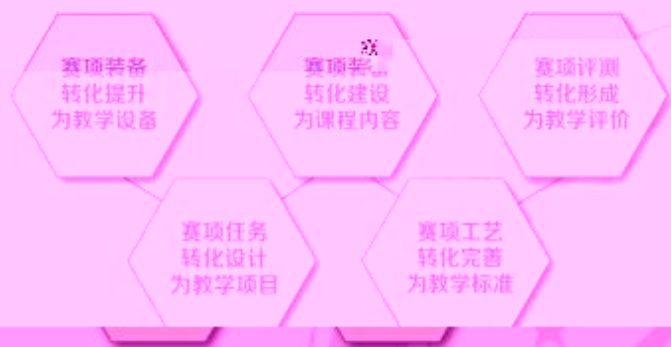 赛项装备
转化提升
为教学设备
赛项装
转化建设
为课程内容
赛项评测
转化形成
为教学评价
赛项任务
转化设计
为教学项目
赛项工艺
转化完善
为教学标准